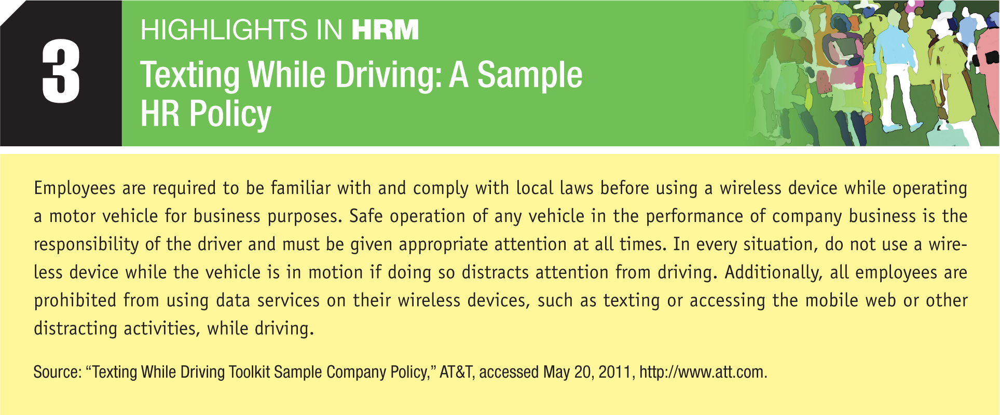 3
HIGHLIGHTS IN HRM
Texting While Driving: A Sample
HR Policy
Employees are required to be familiar with and comply with local laws before using a wireless device while operating
a motor vehicle for business purposes. Safe operation of any vehicle in the performance of company business is the
responsibility of the driver and must be given appropriate attention at all times. In every situation, do not use a wire-
less device while the vehicle is in motion if doing so distracts attention from driving. Additionally, all employees are
prohibited from using data services on their wireless devices, such as texting or accessing the mobile web or other
distracting activities, while driving.
Source: “Texting While Driving Toolkit Sample Company Policy,” AT&T, accessed May 20, 2011, http://www.att.com.